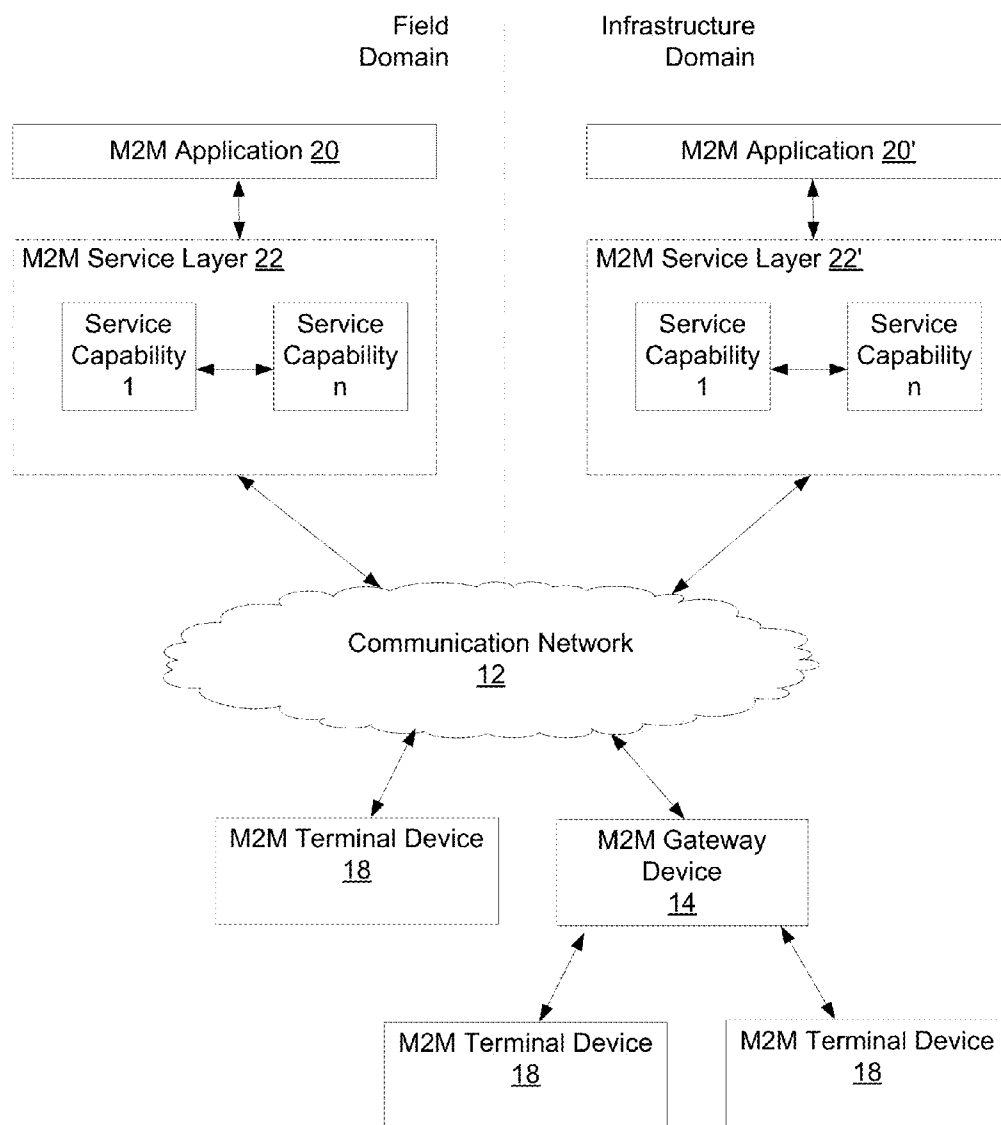 Field
Domain
Infrastructure
Domain
M2M Application 20
M2M Application 20'
M2M Service Layer 22
Service
Capability
1
Service
Capability
n
M2M Service Layer 22'
Service
Capability
1
Service
Capability
n
Communication Network
12
M2M Terminal Device
18
M2M Gateway
Device
14
M2M Terminal Device
18
M2M Terminal Device
18